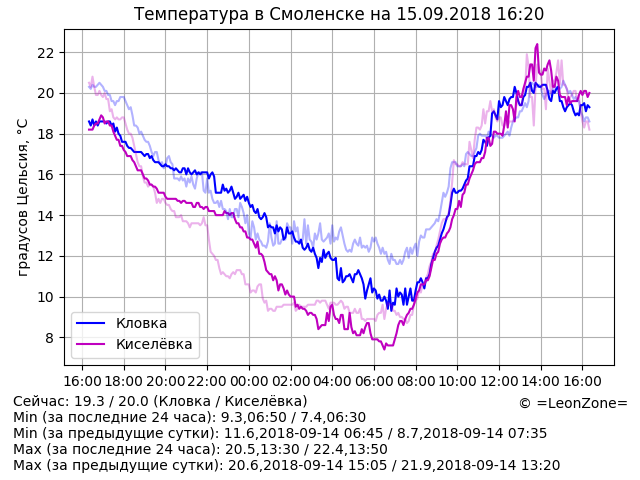 Температура в Смоленске на 15.09.2018 16:20
градусов Цельсия, °C
22
20
18
16
14
12
10
8
Кловка
Киселёвка
16:00 18:00 20:00 22:00 00:00 02:00 04:00 06:00 08:00 10:00 12:00 14:00 16:00
Сейчас: 19.3 / 20.0 (Кловка / Киселёвка)
© =LeonZone=
Min (за последние 24 часа): 9.3,06:50 / 7.4,06:30
Min (за предыдущие сутки): 11.6,2018-09-14 06:45 / 8.7,2018-09-14 07:35
Max (за последние 24 часа): 20.5,13:30 / 22.4,13:50
Max (за предыдущие сутки): 20.6,2018-09-14 15:05 / 21.9,2018-09-14 13:20